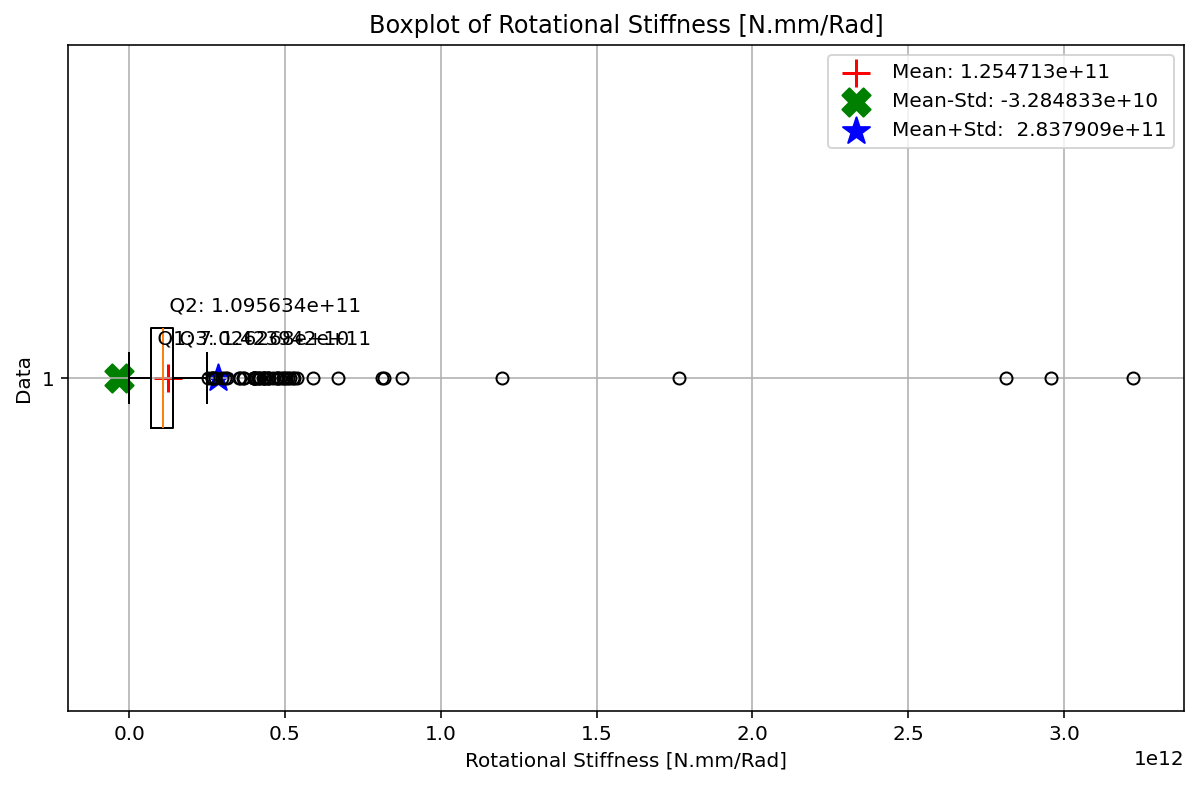 Boxplot of Rotational Stiffness [N.mm/Rad]
Mean: 1.254713e+11
Mean-Std: -3.284833e+10
Mean+Std:  2.837909e+11
Q2: 1.095634e+11
Q1:
Q3:
Data
1
0.0 0.5 1.0 1.5 2.0 2.5 3.0
1e12
Rotational Stiffness [N.mm/Rad]